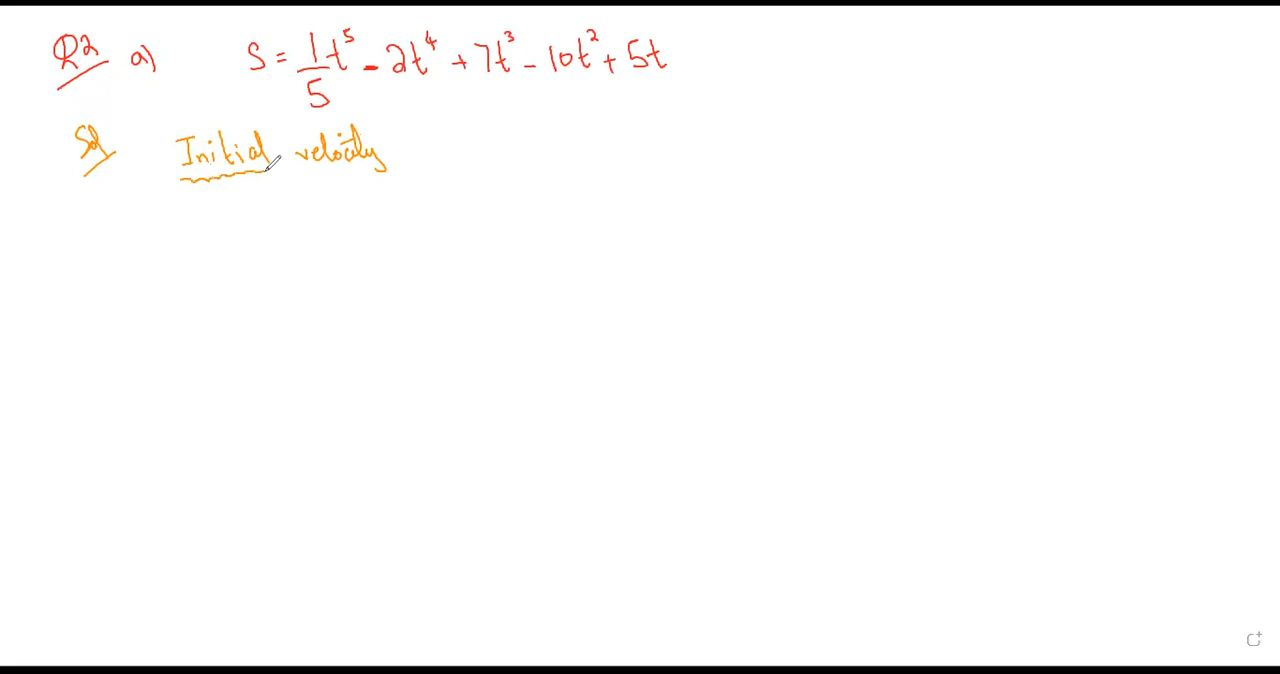 Q2 a) S = 1/5 t⁵ - 2t⁴ + 7t³ - 10t² + 5t
Sol Initial velocity